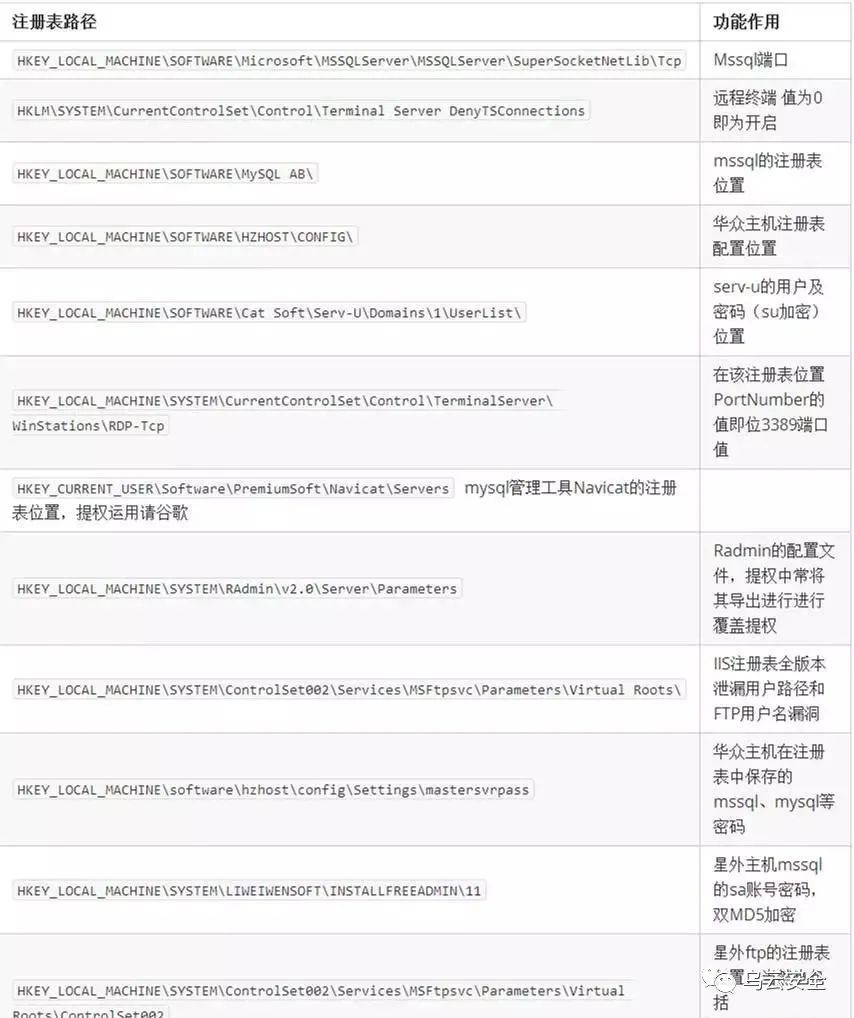 注册表路径 功能作用
HKEY_LOCAL_MACHINE\SOFTWARE\Microsoft\MSSQLServer\MSSQLServer\SuperSocketNetLib\Tcp Mssql端口
HKLM\SYSTEM\CurrentControlSet\Control\Terminal Server DenyTSConnections
远程终端 值为0
即为开启
HKEY_LOCAL_MACHINE\SOFTWARE\MySQL AB\
mssql的注册表
位置
HKEY_LOCAL_MACHINE\SOFTWARE\HZHOST\CONFIG\
华众主机注册表
配置位置
HKEY_LOCAL_MACHINE\SOFTWARE\Cat Soft\Serv-U\Domains\1\UserList\
serv-u的用户及
密码（su加密）
位置
HKEY_LOCAL_MACHINE\SYSTEM\CurrentControlSet\Control\TerminalServer\
WinStations\RDP-Tcp
在该注册表位置
PortNumber的
值即位3389端口
值
HKEY_CURRENT_USER\Software\PremiumSoft\Navicat\Servers mysql管理工具Navicat的注册
表位置，提权运用请谷歌
HKEY_LOCAL_MACHINE\SYSTEM\RAdmin\v2.0\Server\Parameters
Radmin的配置文
件，提权中常将
其导出进行进行
覆盖提权
HKEY_LOCAL_MACHINE\SYSTEM\ControlSet002\Services\MSFtpsvc\Parameters\Virtual Roots\
IIS注册表全版本
泄漏用户路径和
FTP用户名漏洞
HKEY_LOCAL_MACHINE\software\hzhost\config\Settings\mastersvrpass
华众主机在注册
表中保存的
mssql、mysql等
密码
HKEY_LOCAL_MACHINE\SYSTEM\LIWEIWENSOFT\INSTALLFREEADMIN\11
星外主机mssql
的sa账号密码，
双MD5加密
HKEY_LOCAL_MACHINE\SYSTEM\ControlSet002\Services\MSFtpsvc\Parameters\Virtual
Roots\ControlSet002
星外ftp的注册表
括
乌云安全